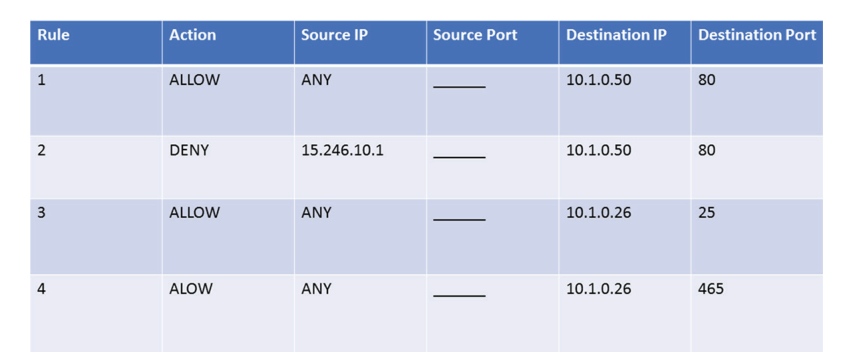 Rule Action Source IP Source Port Destination IP Destination Port
1 ALLOW ANY ______ 10.1.0.50 80
2 DENY 15.246.10.1 ______ 10.1.0.50 80
3 ALLOW ANY ______ 10.1.0.26 25
4 ALOW ANY ______ 10.1.0.26 465